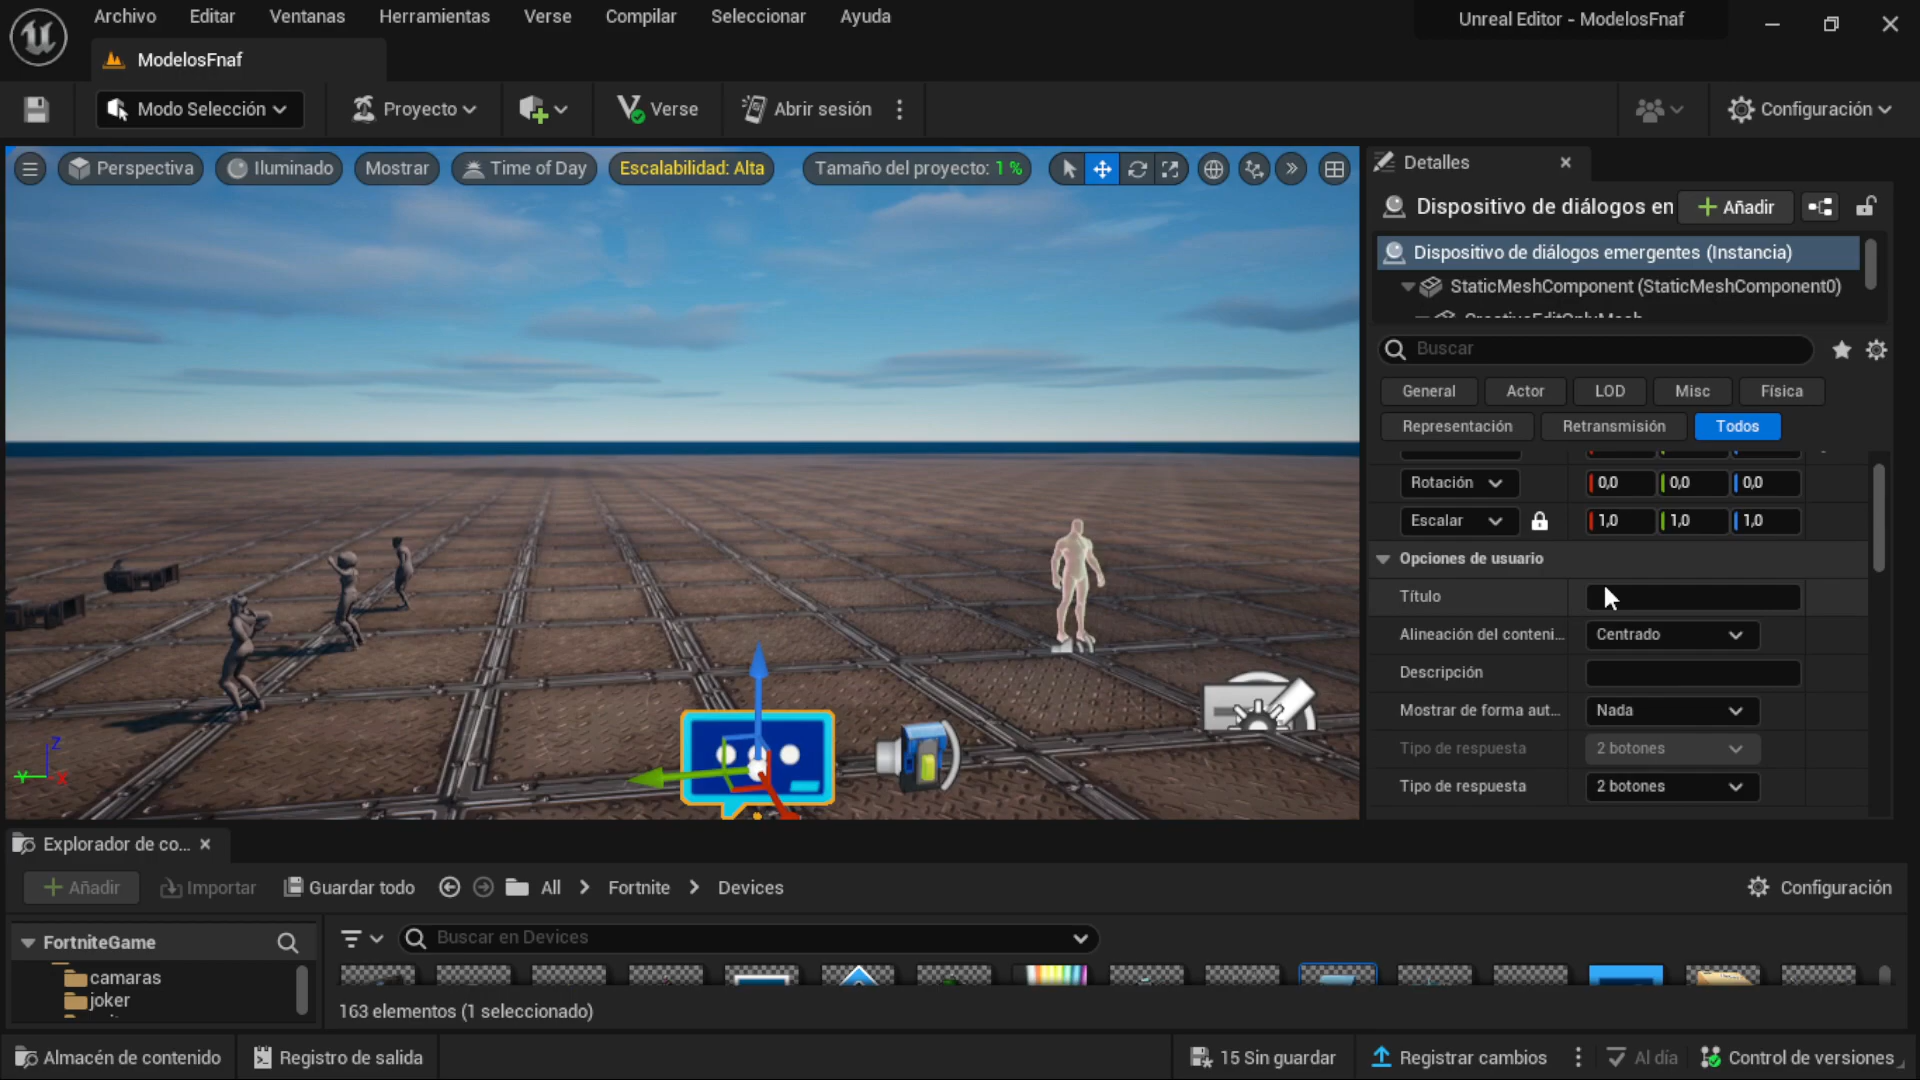 Archivo Editar Ventanas Herramientas Verse Compilar Seleccionar Ayuda
Unreal Editor - ModelosFnaf
ModelosFnaf
Modo Selección Proyecto Verse Abrir sesión Configuración
Perspectiva Iluminado Mostrar Time of Day Escalabilidad: Alta Tamaño del proyecto: 1 %
Detalles
Dispositivo de diálogos en Añadir
Dispositivo de diálogos emergentes (Instancia)
StaticMeshComponent (StaticMeshComponent0)
Buscar
General Actor LOD Misc Física
Representación Retransmisión Todos
Rotación 0,0 0,0 0,0
Escalar 1,0 1,0 1,0
Opciones de usuario
Título
Alineación del conteni... Centrado
Descripción
Mostrar de forma aut... Nada
Tipo de respuesta 2 botones
Tipo de respuesta 2 botones
Z
Y X
Explorador de co...
Añadir Importar Guardar todo All Fortnite Devices Configuración
FortniteGame
Buscar en Devices
camaras
joker
163 elementos (1 seleccionado)
Almacén de contenido Registro de salida 15 Sin guardar Registrar cambios Al día Control de versiones